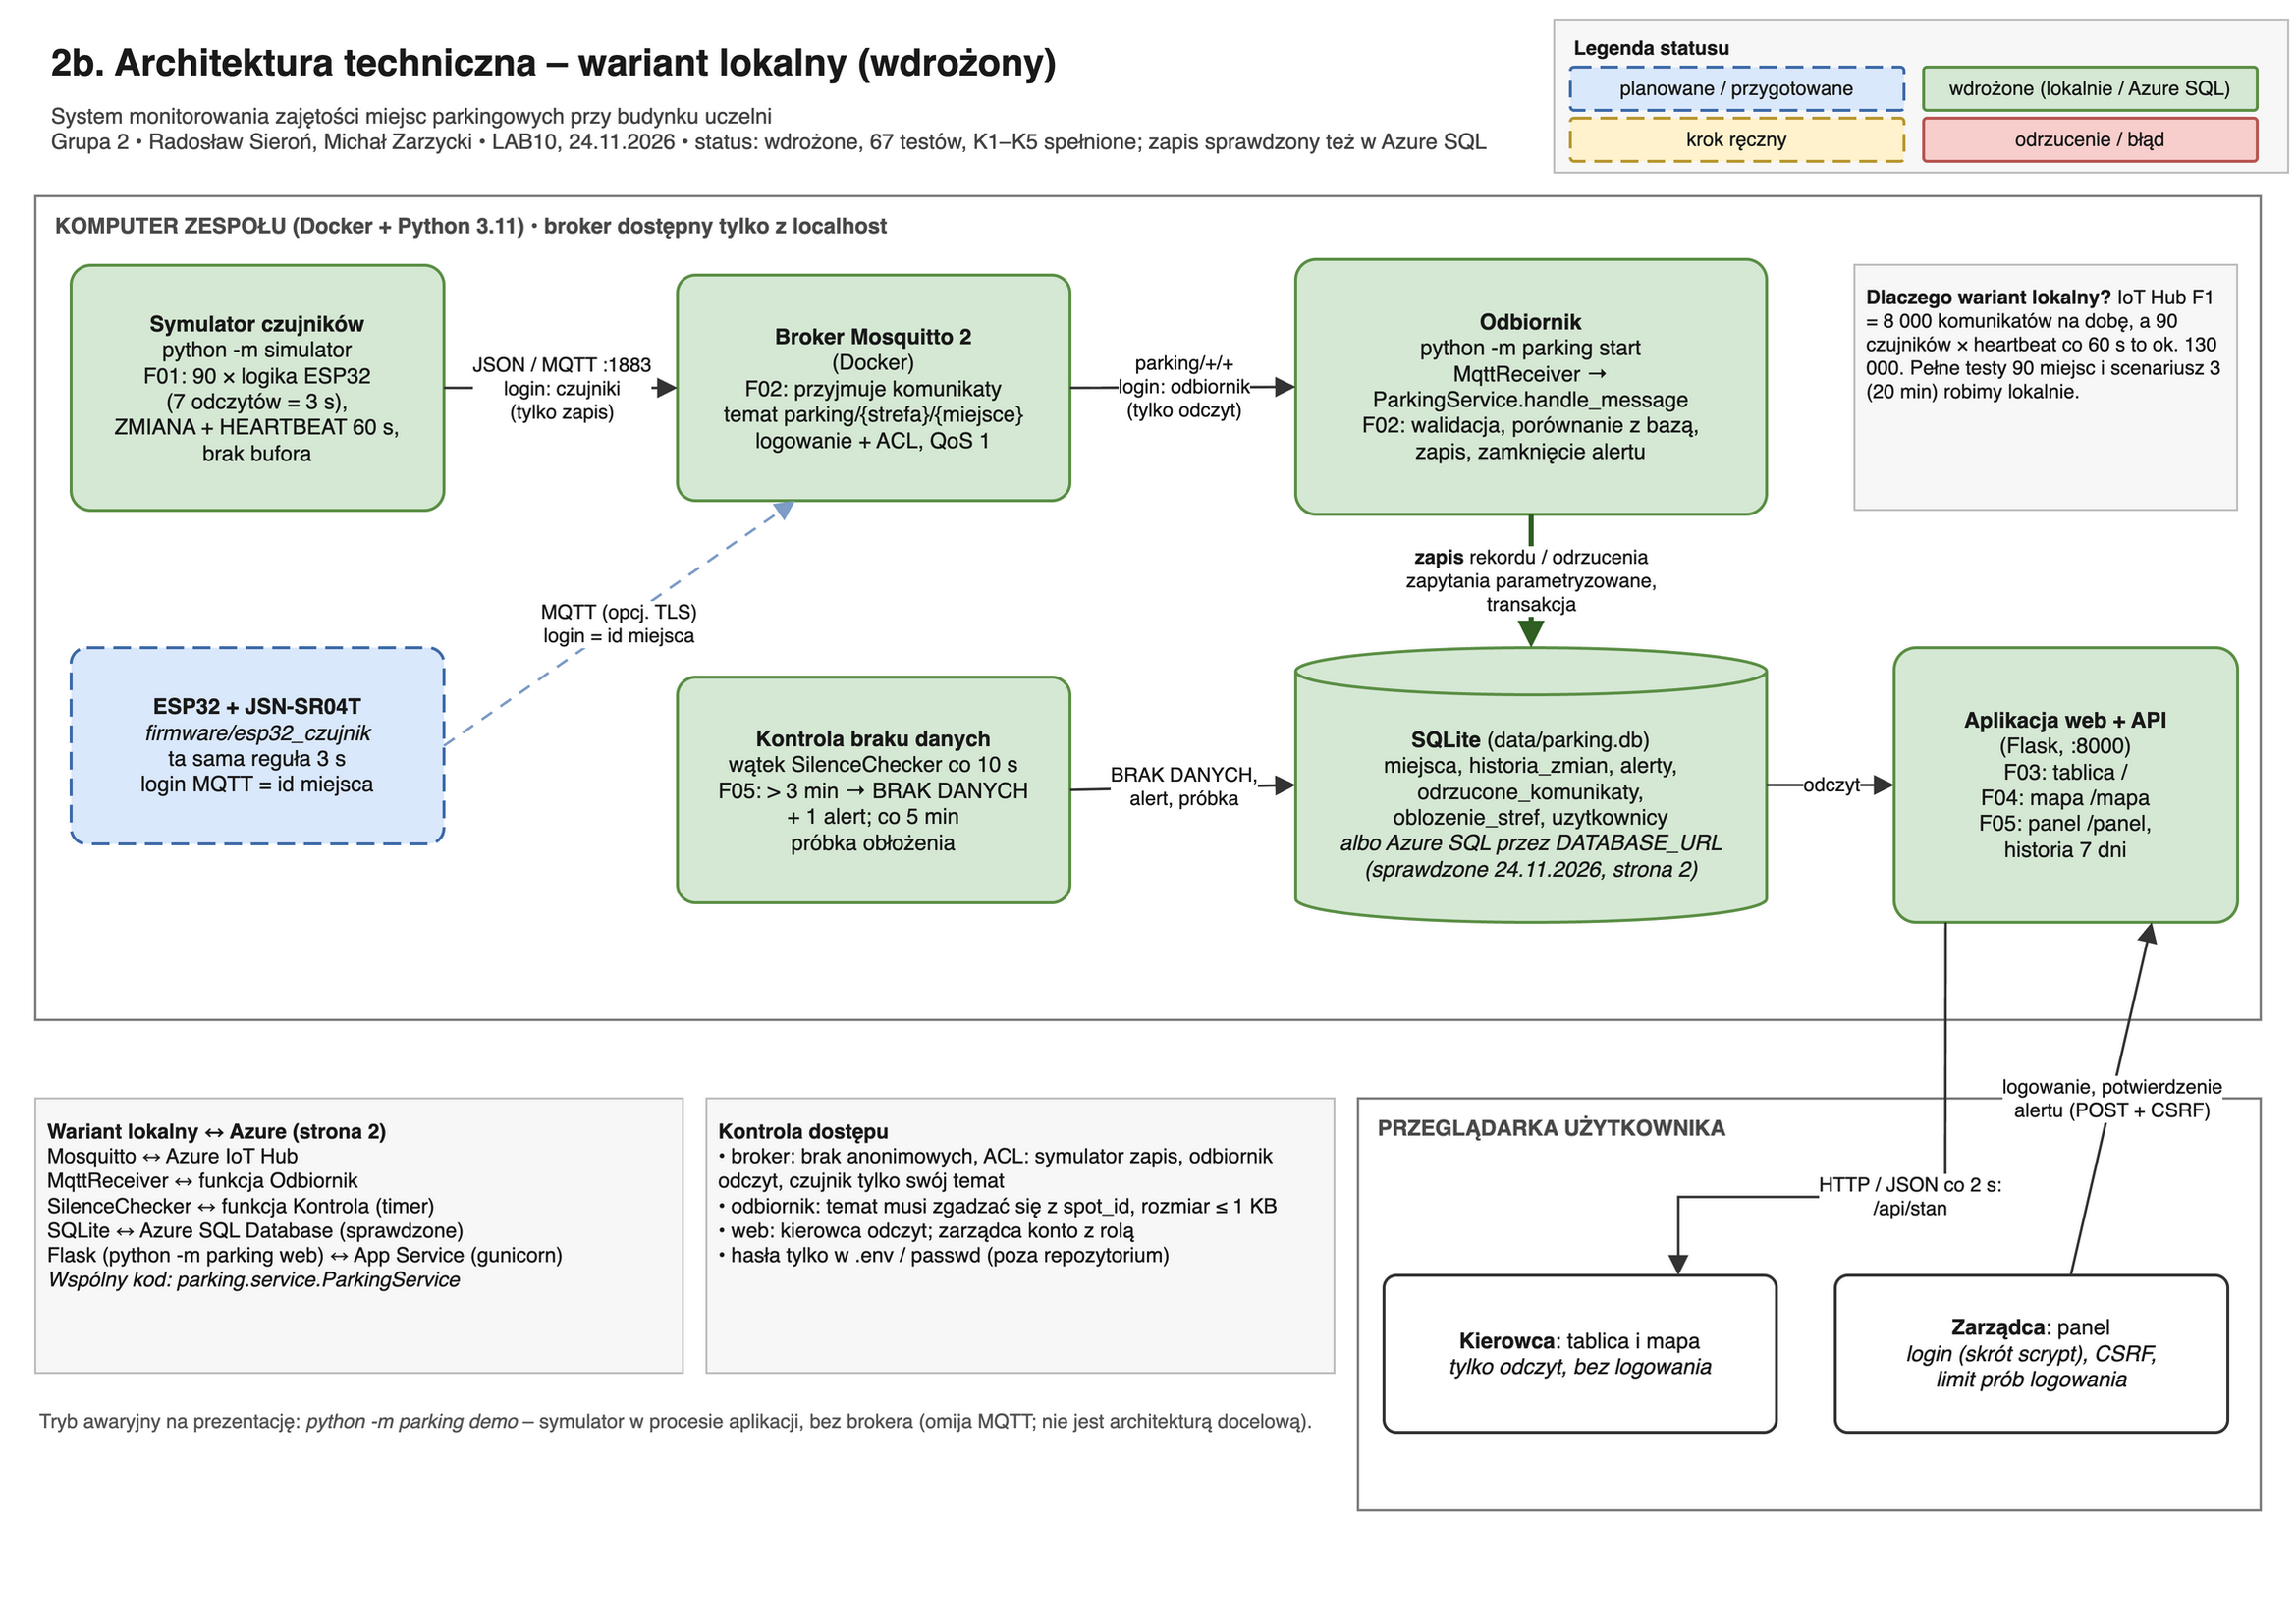 2b. Architektura techniczna – wariant lokalny (wdrożony)
System monitorowania zajętości miejsc parkingowych przy budynku uczelni
Grupa 2 • Radosław Sieroń, Michał Zarzycki • LAB10, 24.11.2026 • status: wdrożone, 67 testów, K1–K5 spełnione; zapis sprawdzony też w Azure SQL
Legenda statusu
planowane / przygotowane
wdrożone (lokalnie / Azure SQL)
krok ręczny
odrzucenie / błąd
KOMPUTER ZESPOŁU (Docker + Python 3.11) • broker dostępny tylko z localhost
Symulator czujników
python -m simulator
F01: 90 × logika ESP32
(7 odczytów = 3 s),
ZMIANA + HEARTBEAT 60 s,
brak bufora
JSON / MQTT :1883
login: czujniki
(tylko zapis)
Broker Mosquitto 2
(Docker)
F02: przyjmuje komunikaty
temat parking/{strefa}/{miejsce}
logowanie + ACL, QoS 1
parking/+/+
login: odbiornik
(tylko odczyt)
Odbiornik
python -m parking start
MqttReceiver →
ParkingService.handle_message
F02: walidacja, porównanie z bazą,
zapis, zamknięcie alertu
Dlaczego wariant lokalny? IoT Hub F1
= 8 000 komunikatów na dobę, a 90
czujników × heartbeat co 60 s to ok. 130
000. Pełne testy 90 miejsc i scenariusz 3
(20 min) robimy lokalnie.
zapis rekordu / odrzucenia
zapytania parametryzowane,
transakcja
MQTT (opcj. TLS)
login = id miejsca
ESP32 + JSN-SR04T
firmware/esp32_czujnik
ta sama reguła 3 s
login MQTT = id miejsca
Kontrola braku danych
wątek SilenceChecker co 10 s
F05: > 3 min → BRAK DANYCH
+ 1 alert; co 5 min
próbka obłożenia
BRAK DANYCH,
alert, próbka
SQLite (data/parking.db)
miejsca, historia_zmian, alerty,
odrzucone_komunikaty,
oblozenie_stref, uzytkownicy
albo Azure SQL przez DATABASE_URL
(sprawdzone 24.11.2026, strona 2)
odczyt
Aplikacja web + API
(Flask, :8000)
F03: tablica /
F04: mapa /mapa
F05: panel /panel,
historia 7 dni
logowanie, potwierdzenie
alertu (POST + CSRF)
Wariant lokalny ↔ Azure (strona 2)
Mosquitto ↔ Azure IoT Hub
MqttReceiver ↔ funkcja Odbiornik
SilenceChecker ↔ funkcja Kontrola (timer)
SQLite ↔ Azure SQL Database (sprawdzone)
Flask (python -m parking web) ↔ App Service (gunicorn)
Wspólny kod: parking.service.ParkingService
Kontrola dostępu
• broker: brak anonimowych, ACL: symulator zapis, odbiornik
odczyt, czujnik tylko swój temat
• odbiornik: temat musi zgadzać się z spot_id, rozmiar ≤ 1 KB
• web: kierowca odczyt; zarządca konto z rolą
• hasła tylko w .env / passwd (poza repozytorium)
PRZEGLĄDARKA UŻYTKOWNIKA
HTTP / JSON co 2 s:
/api/stan
Kierowca: tablica i mapa
tylko odczyt, bez logowania
Zarządca: panel
login (skrót scrypt), CSRF,
limit prób logowania
Tryb awaryjny na prezentację: python -m parking demo – symulator w procesie aplikacji, bez brokera (omija MQTT; nie jest architekturą docelową).